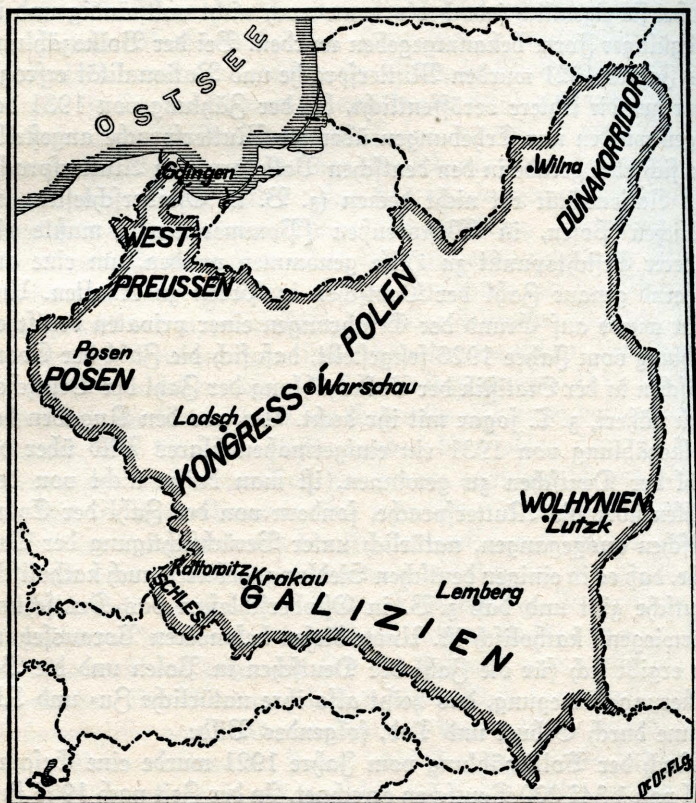 OSTSEE
Gdingen
WEST
PREUSSEN
Wilna
DÜNAKORRIDOR
Posen
POSEN
KONGRESS POLEN
Warschau
Lodsch
WOLHYNIEN
Lutzk
Kattowitz
SCHLES.
Krakau
GALIZIEN
Lemberg